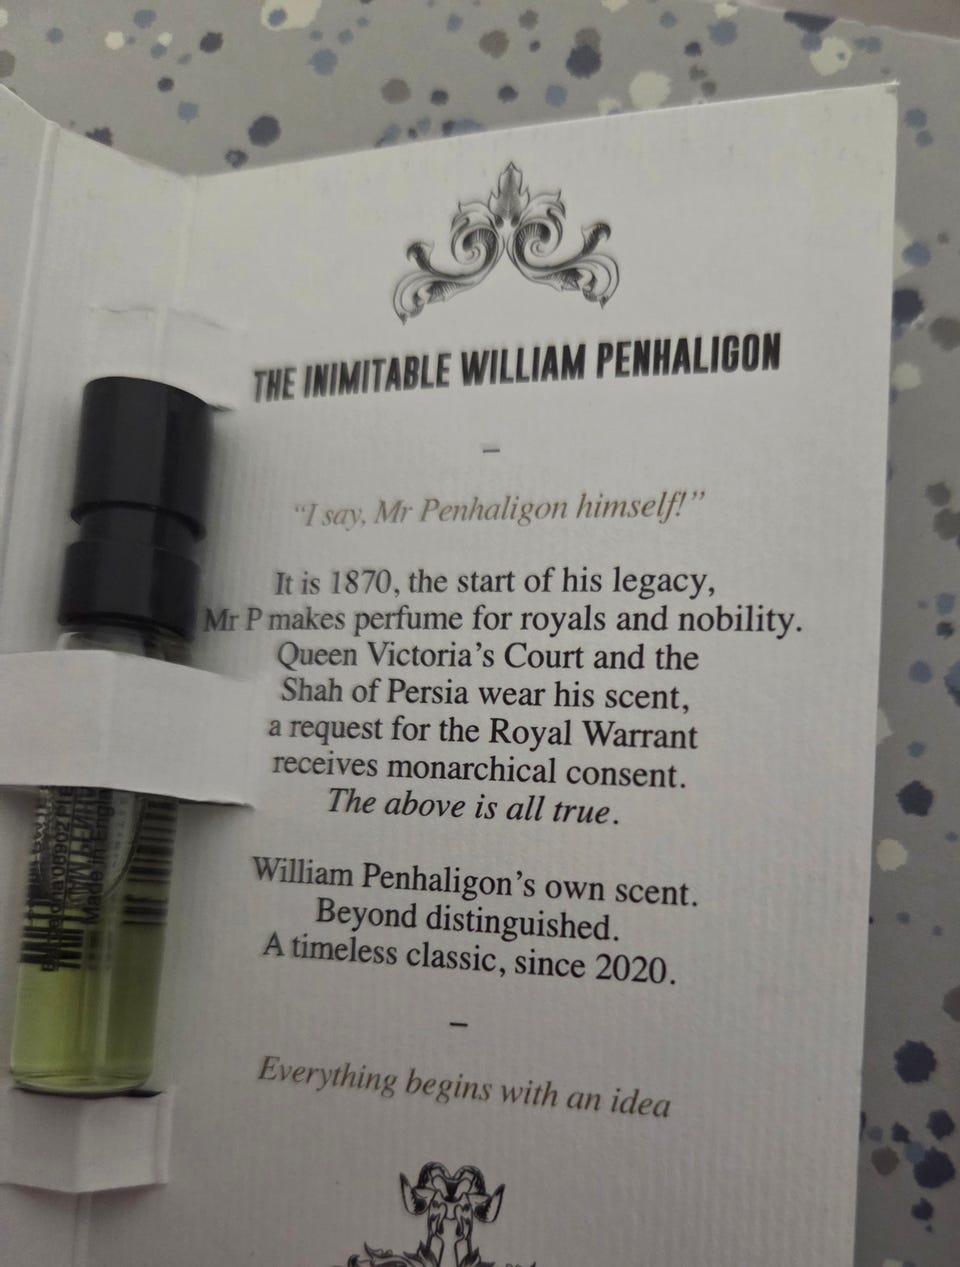 THE INIMITABLE WILLIAM PENHALIGON
–
“I say, Mr Penhaligon himself!”
It is 1870, the start of his legacy,
Mr P makes perfume for royals and nobility.
Queen Victoria’s Court and the
Shah of Persia wear his scent,
a request for the Royal Warrant
receives monarchical consent.
The above is all true.
William Penhaligon’s own scent.
Beyond distinguished.
A timeless classic, since 2020.
–
Everything begins with an idea
Made in Engl